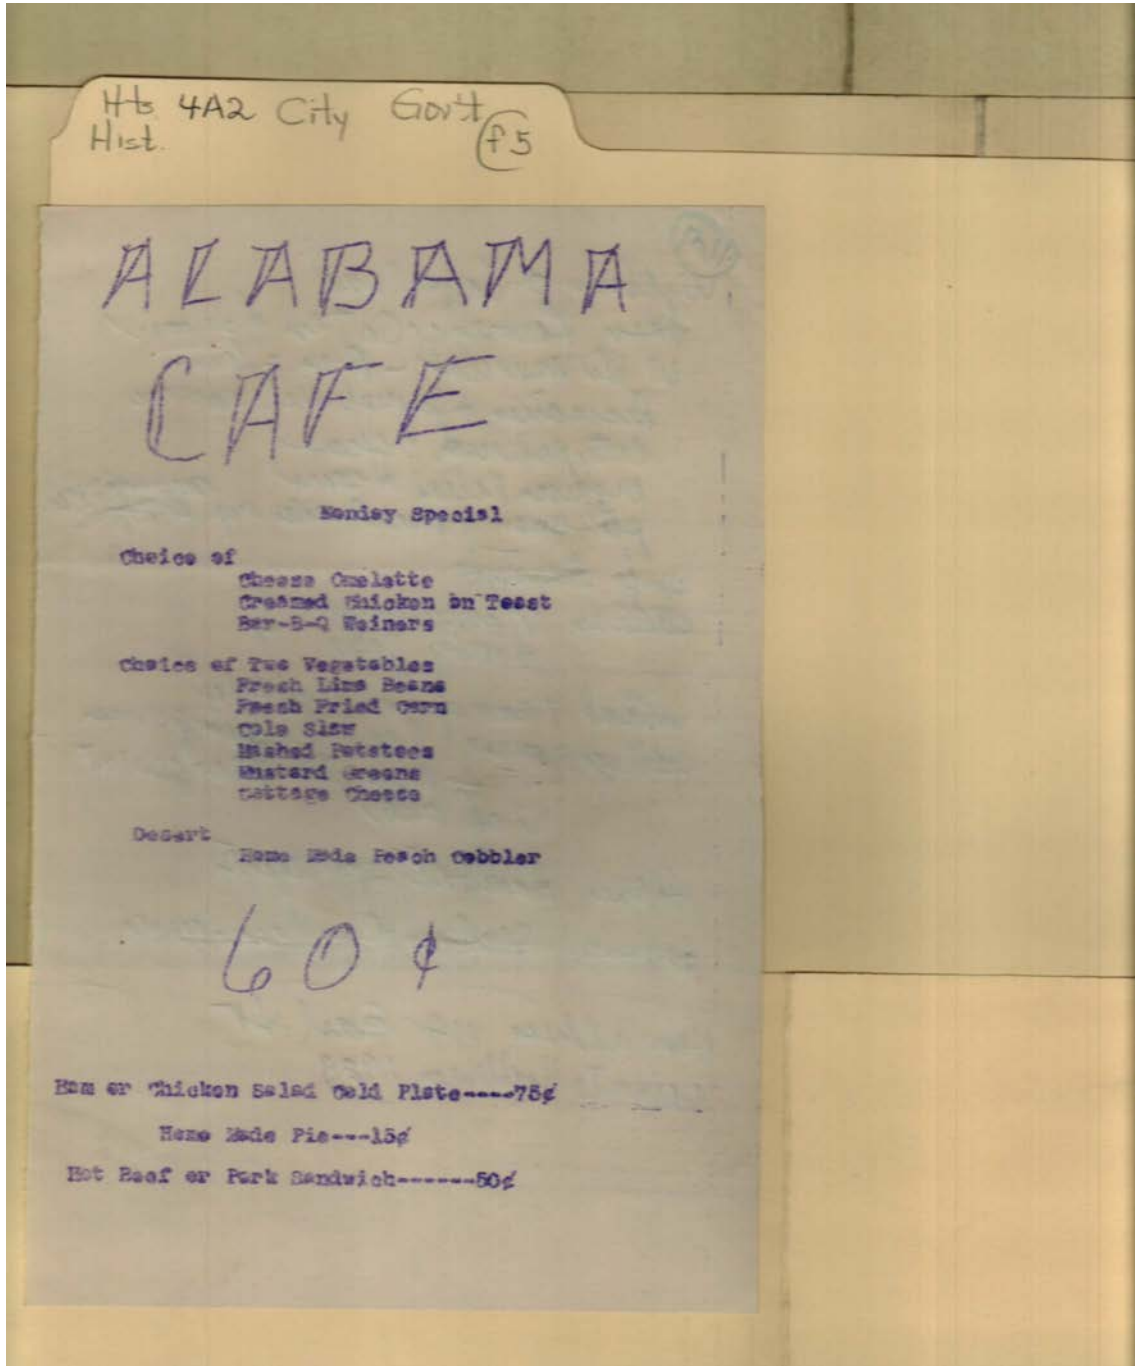 Hts 4A2 City Gov't
Hist. f5
ALABAMA
CAFE
Monday Special
Choice of
Cheese Omelatte
Creamed Chicken on Toast
Bar-B-Q Weiners
Choice of Two Vegetables
Fresh Lima Beans
Fresh Fried Corn
Cole Slaw
Mashed Potatoes
Mustard Greens
Cottage Cheese
Desert
Home Made Peach Cobbler
60¢
Ham or Chicken Salad Cold Plate----75¢
Home Made Pie---15¢
Hot Beef or Pork Sandwich------50¢